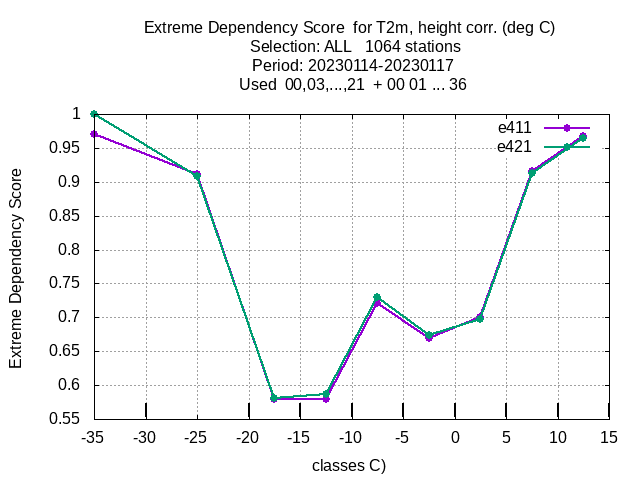 Extreme Dependency Score  for T2m, height corr. (deg C)
Selection: ALL   1064 stations
Period: 20230114-20230117
Used  00,03,...,21  + 00 01 ... 36
e411
e421
Extreme Dependency Score
1
0.95
0.9
0.85
0.8
0.75
0.7
0.65
0.6
0.55
-35 -30 -25 -20 -15 -10 -5 0 5 10 15
classes C)